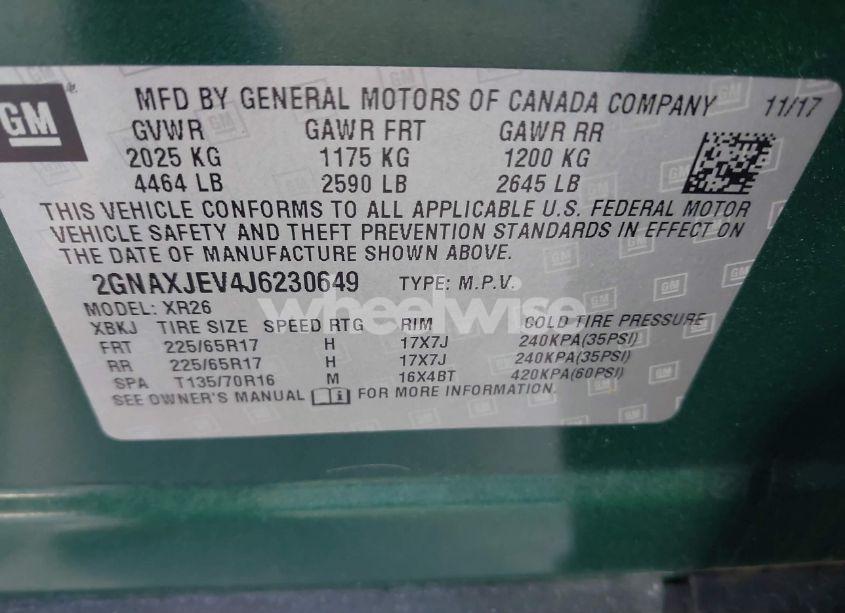 GM
MFD BY GENERAL MOTORS OF CANADA COMPANY 11/17
GVWR GAWR FRT GAWR RR
2025 KG 1175 KG 1200 KG
4464 LB 2590 LB 2645 LB
THIS VEHICLE CONFORMS TO ALL APPLICABLE U.S. FEDERAL MOTOR
VEHICLE SAFETY AND THEFT PREVENTION STANDARDS IN EFFECT ON
THE DATE OF MANUFACTURE SHOWN ABOVE.
2GNAXJEV4J6230649 TYPE: M.P.V.
MODEL: XR26
wheelwise
XBKJ TIRE SIZE SPEED RTG RIM COLD TIRE PRESSURE
FRT 225/65R17 H 17X7J 240KPA(35PSI)
RR 225/65R17 H 17X7J 240KPA(35PSI)
SPA T135/70R16 M 16X4BT 420KPA(60PSI)
SEE OWNER'S MANUAL FOR MORE INFORMATION.